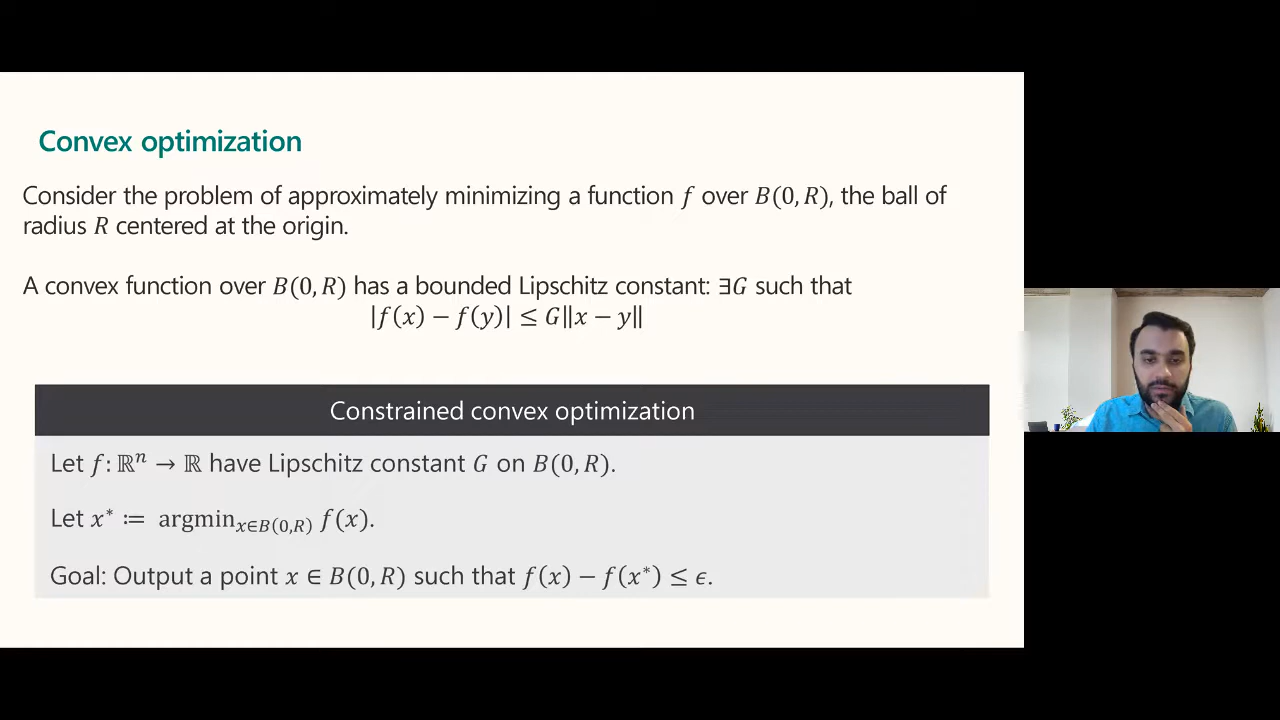 Convex optimization
Consider the problem of approximately minimizing a function f over B(0, R), the ball of
radius R centered at the origin.
A convex function over B(0, R) has a bounded Lipschitz constant: ∃G such that
|f(x) − f(y)| ≤ G‖x − y‖
Constrained convex optimization
Let f: ℝⁿ → ℝ have Lipschitz constant G on B(0, R).
Let x* ≔ argmin_{x∈B(0,R)} f(x).
Goal: Output a point x ∈ B(0, R) such that f(x) − f(x*) ≤ ϵ.